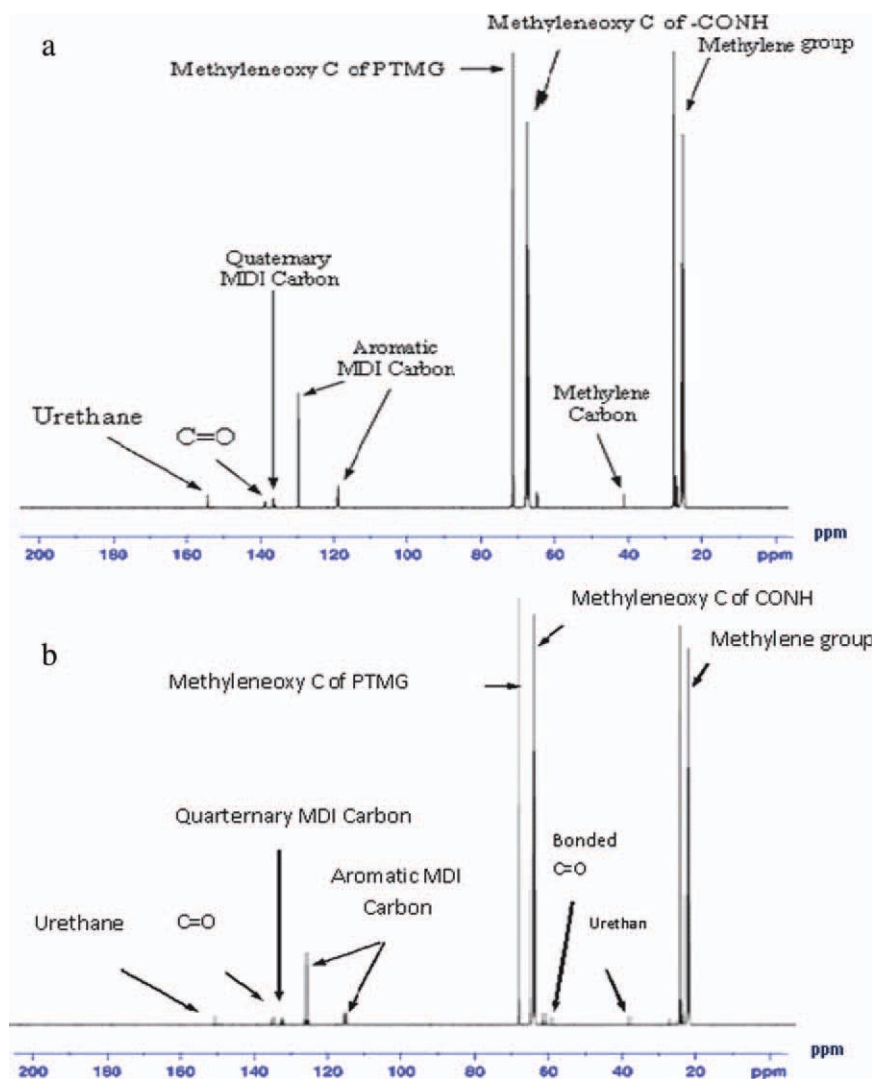 a
Methyleneoxy C of -CONH
Methylene group
Methyleneoxy C of PTMG
Quaternary
MDI Carbon
Aromatic
MDI Carbon
Urethane
C=O
Methylene
Carbon
ppm
200 180 160 140 120 100 80 60 40 20 ppm
b
Methyleneoxy C of CONH
Methylene group
Methyleneoxy C of PTMG
Quarternary MDI Carbon
Bonded
C=O
Aromatic MDI
Carbon
Urethane
C=O
Urethan
ppm
200 180 160 140 120 100 80 60 40 20 ppm